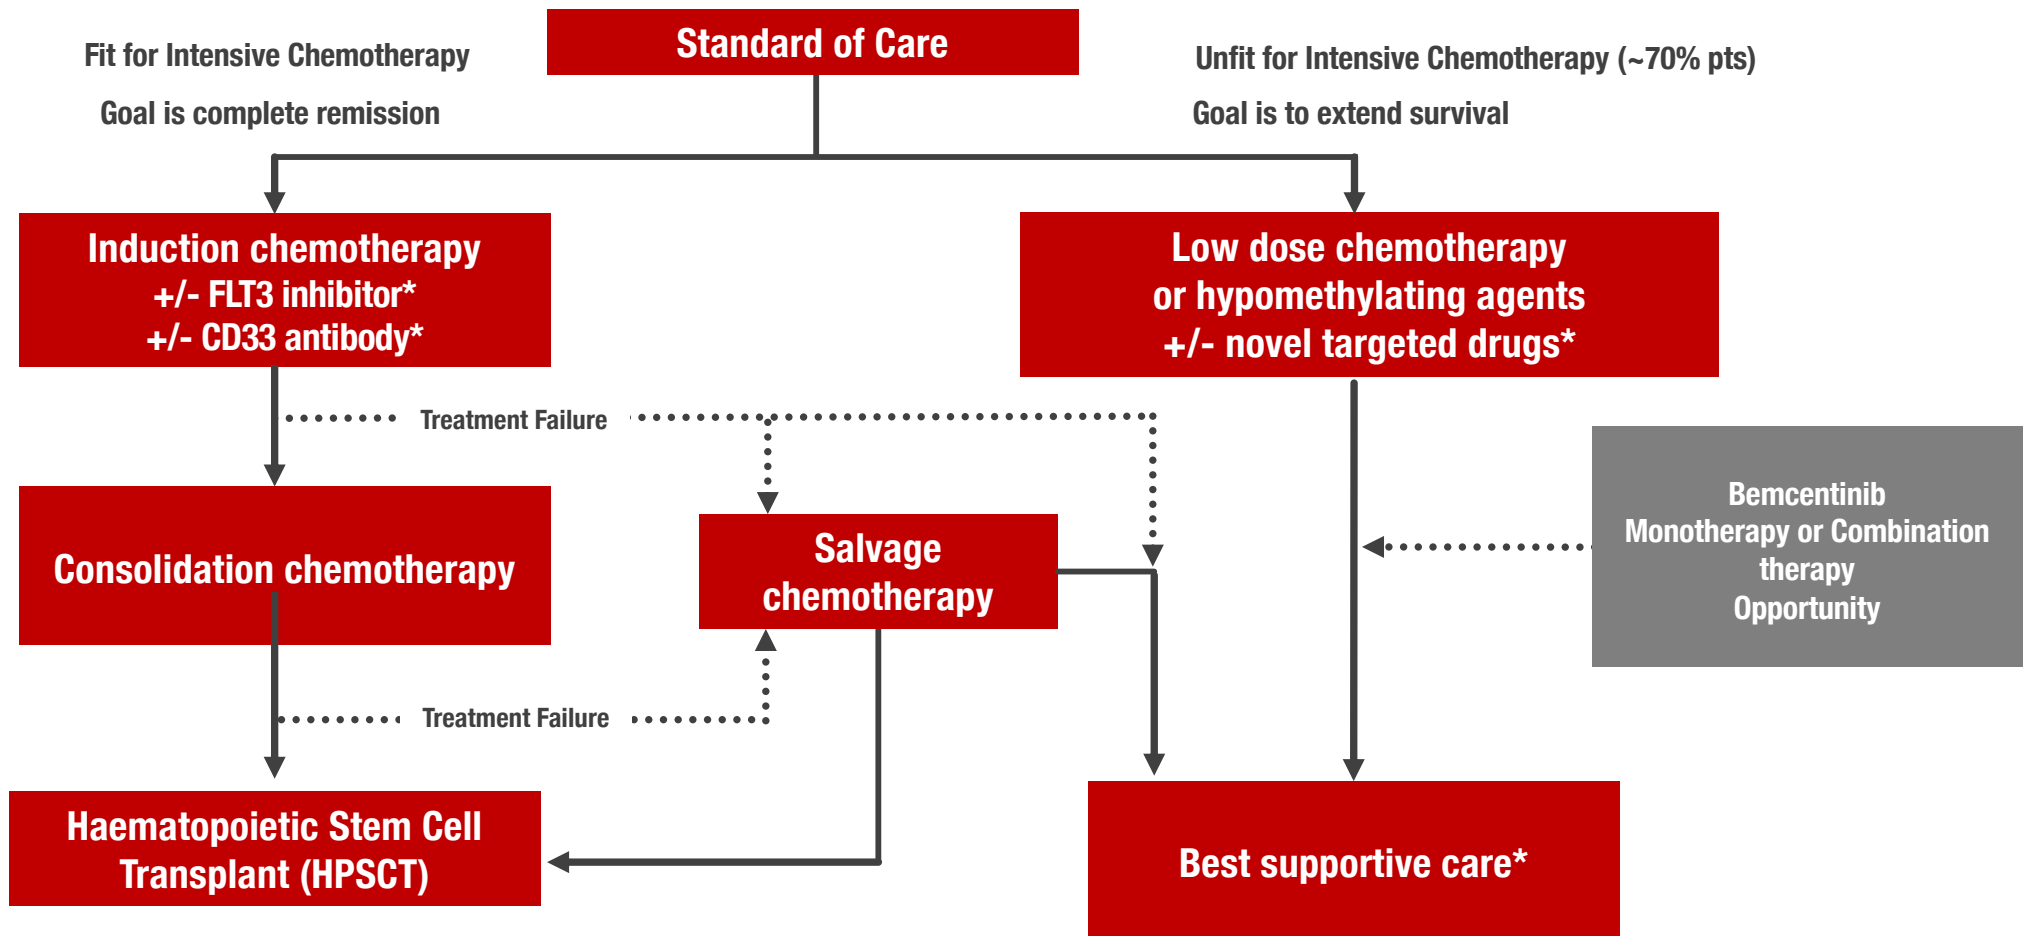 Standard of Care
Fit for Intensive Chemotherapy
Goal is complete remission
Unfit for Intensive Chemotherapy (~70% pts)
Goal is to extend survival
Induction chemotherapy
+/- FLT3 inhibitor*
+/- CD33 antibody*
Low dose chemotherapy
or hypomethylating agents
+/- novel targeted drugs*
Treatment Failure
Consolidation chemotherapy
Salvage
chemotherapy
Bemcentinib
Monotherapy or Combination
therapy
Opportunity
Treatment Failure
Haematopoietic Stem Cell
Transplant (HPSCT)
Best supportive care*